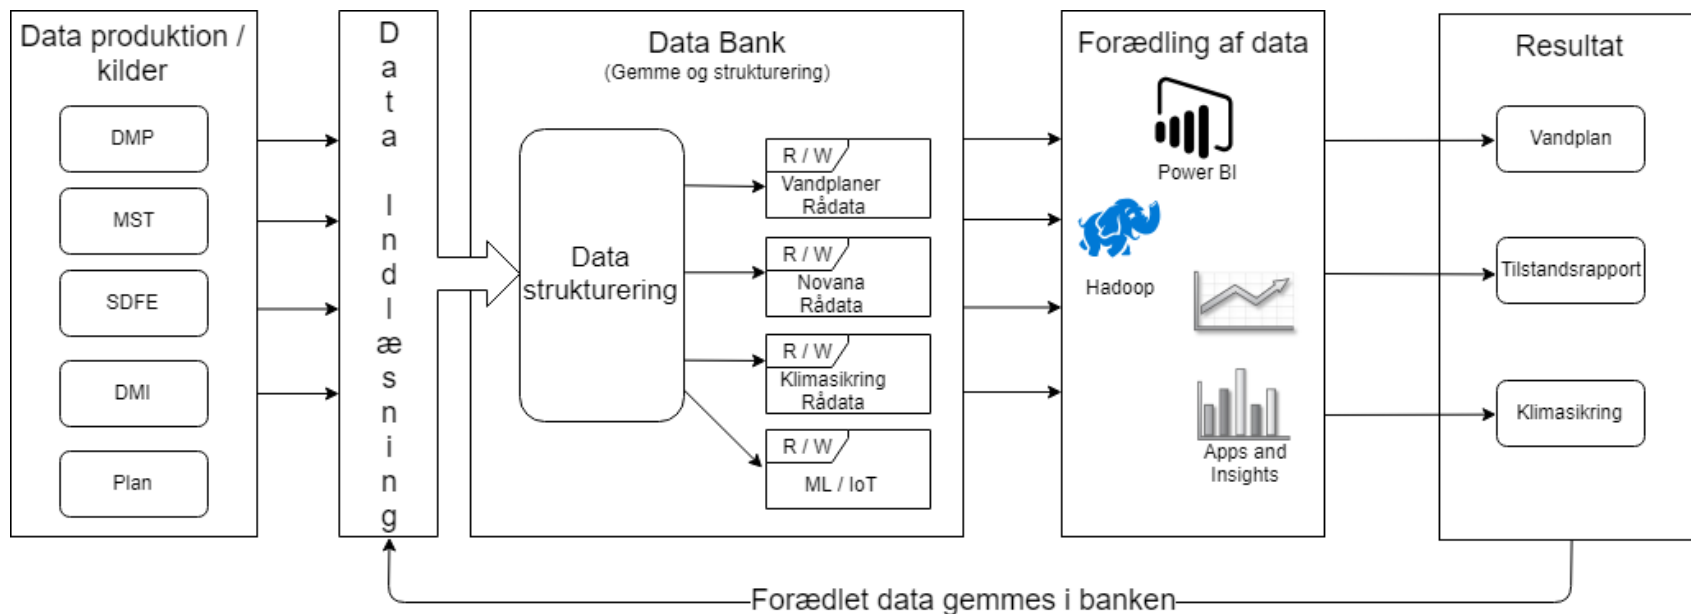 Data produktion /
kilder
DMP
MST
SDFE
DMI
Plan
Data Indlæsning
Data Bank
(Gemme og strukturering)
Data
strukturering
R / W
Vandplaner
Rådata
R / W
Novana
Rådata
R / W
Klimasikring
Rådata
R / W
ML / IoT
Forædling af data
Power BI
Hadoop
Apps and
Insights
Resultat
Vandplan
Tilstandsrapport
Klimasikring
Forædlet data gemmes i banken